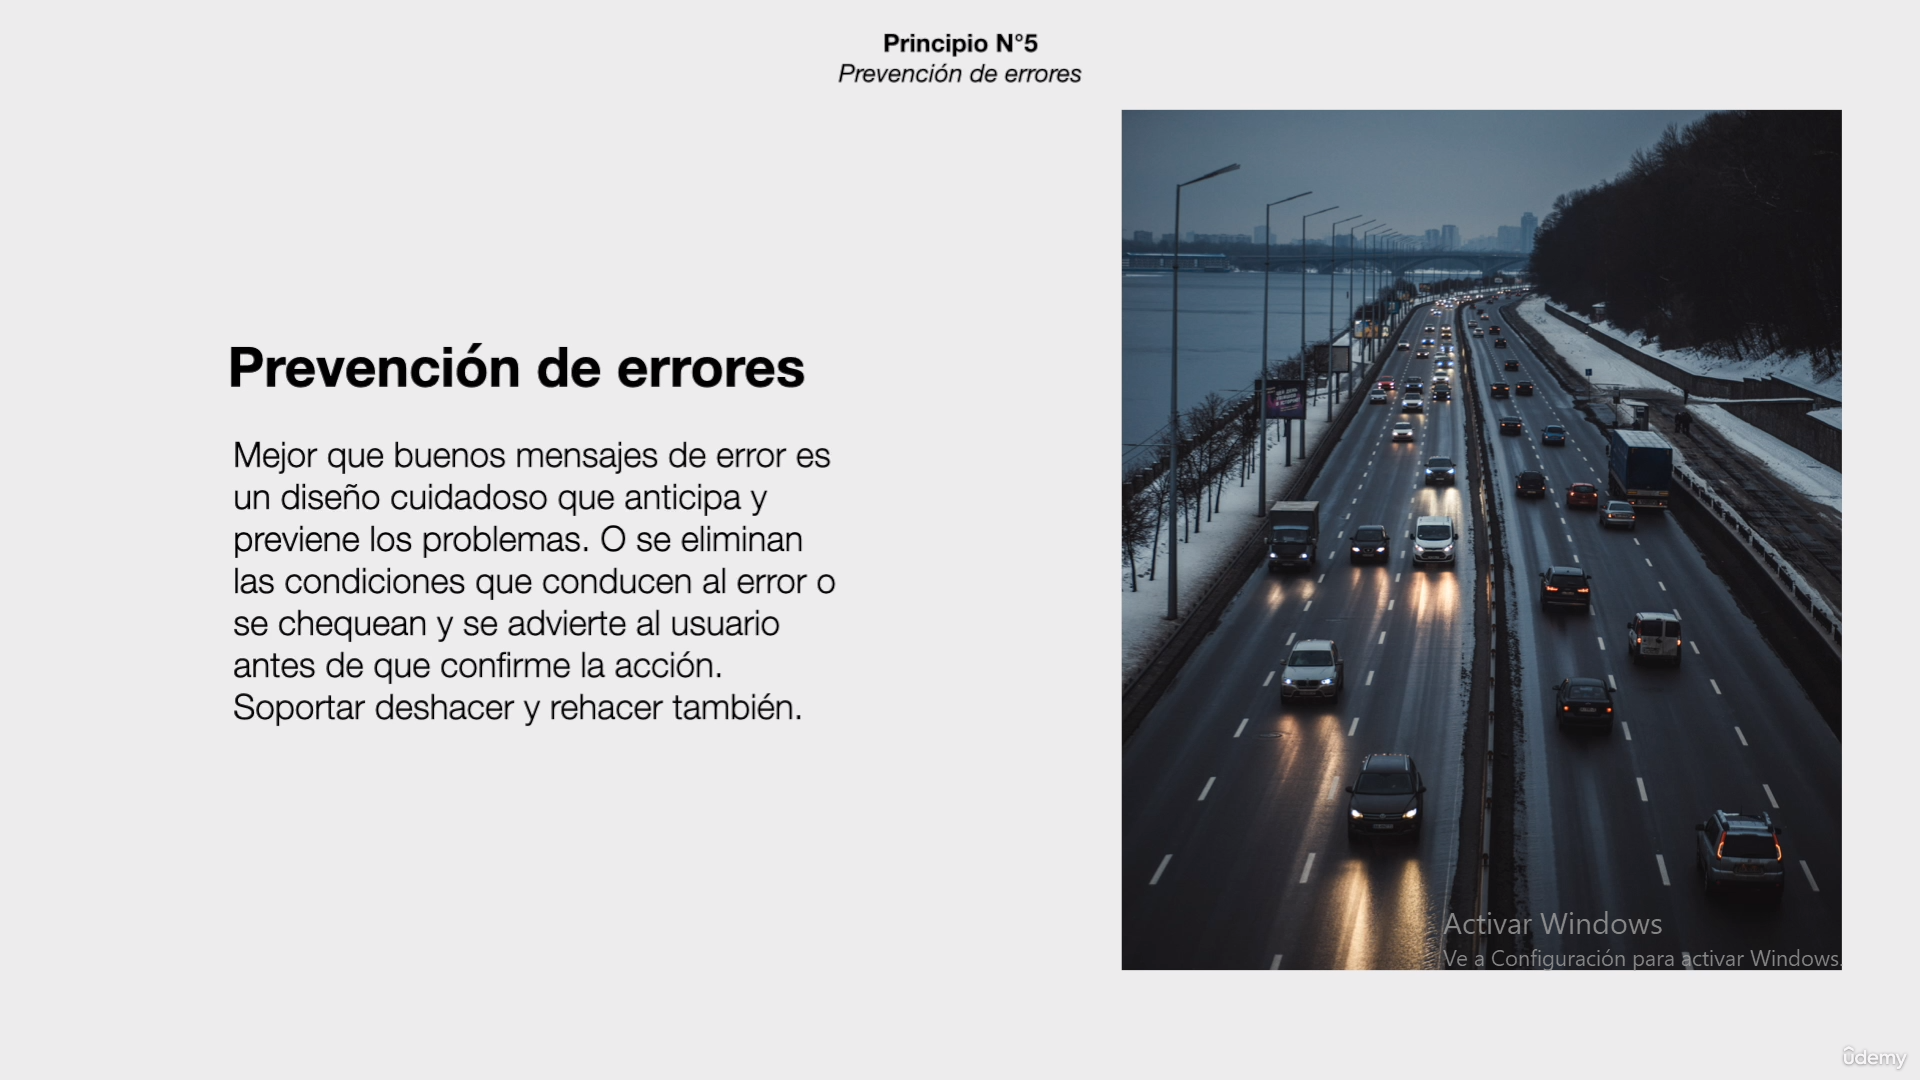 Principio N°5
Prevención de errores
Prevención de errores
Mejor que buenos mensajes de error es
un diseño cuidadoso que anticipa y
previene los problemas. O se eliminan
las condiciones que conducen al error o
se chequean y se advierte al usuario
antes de que confirme la acción.
Soportar deshacer y rehacer también.
Activar Windows
Ve a Configuración para activar Windows.
ûdemy